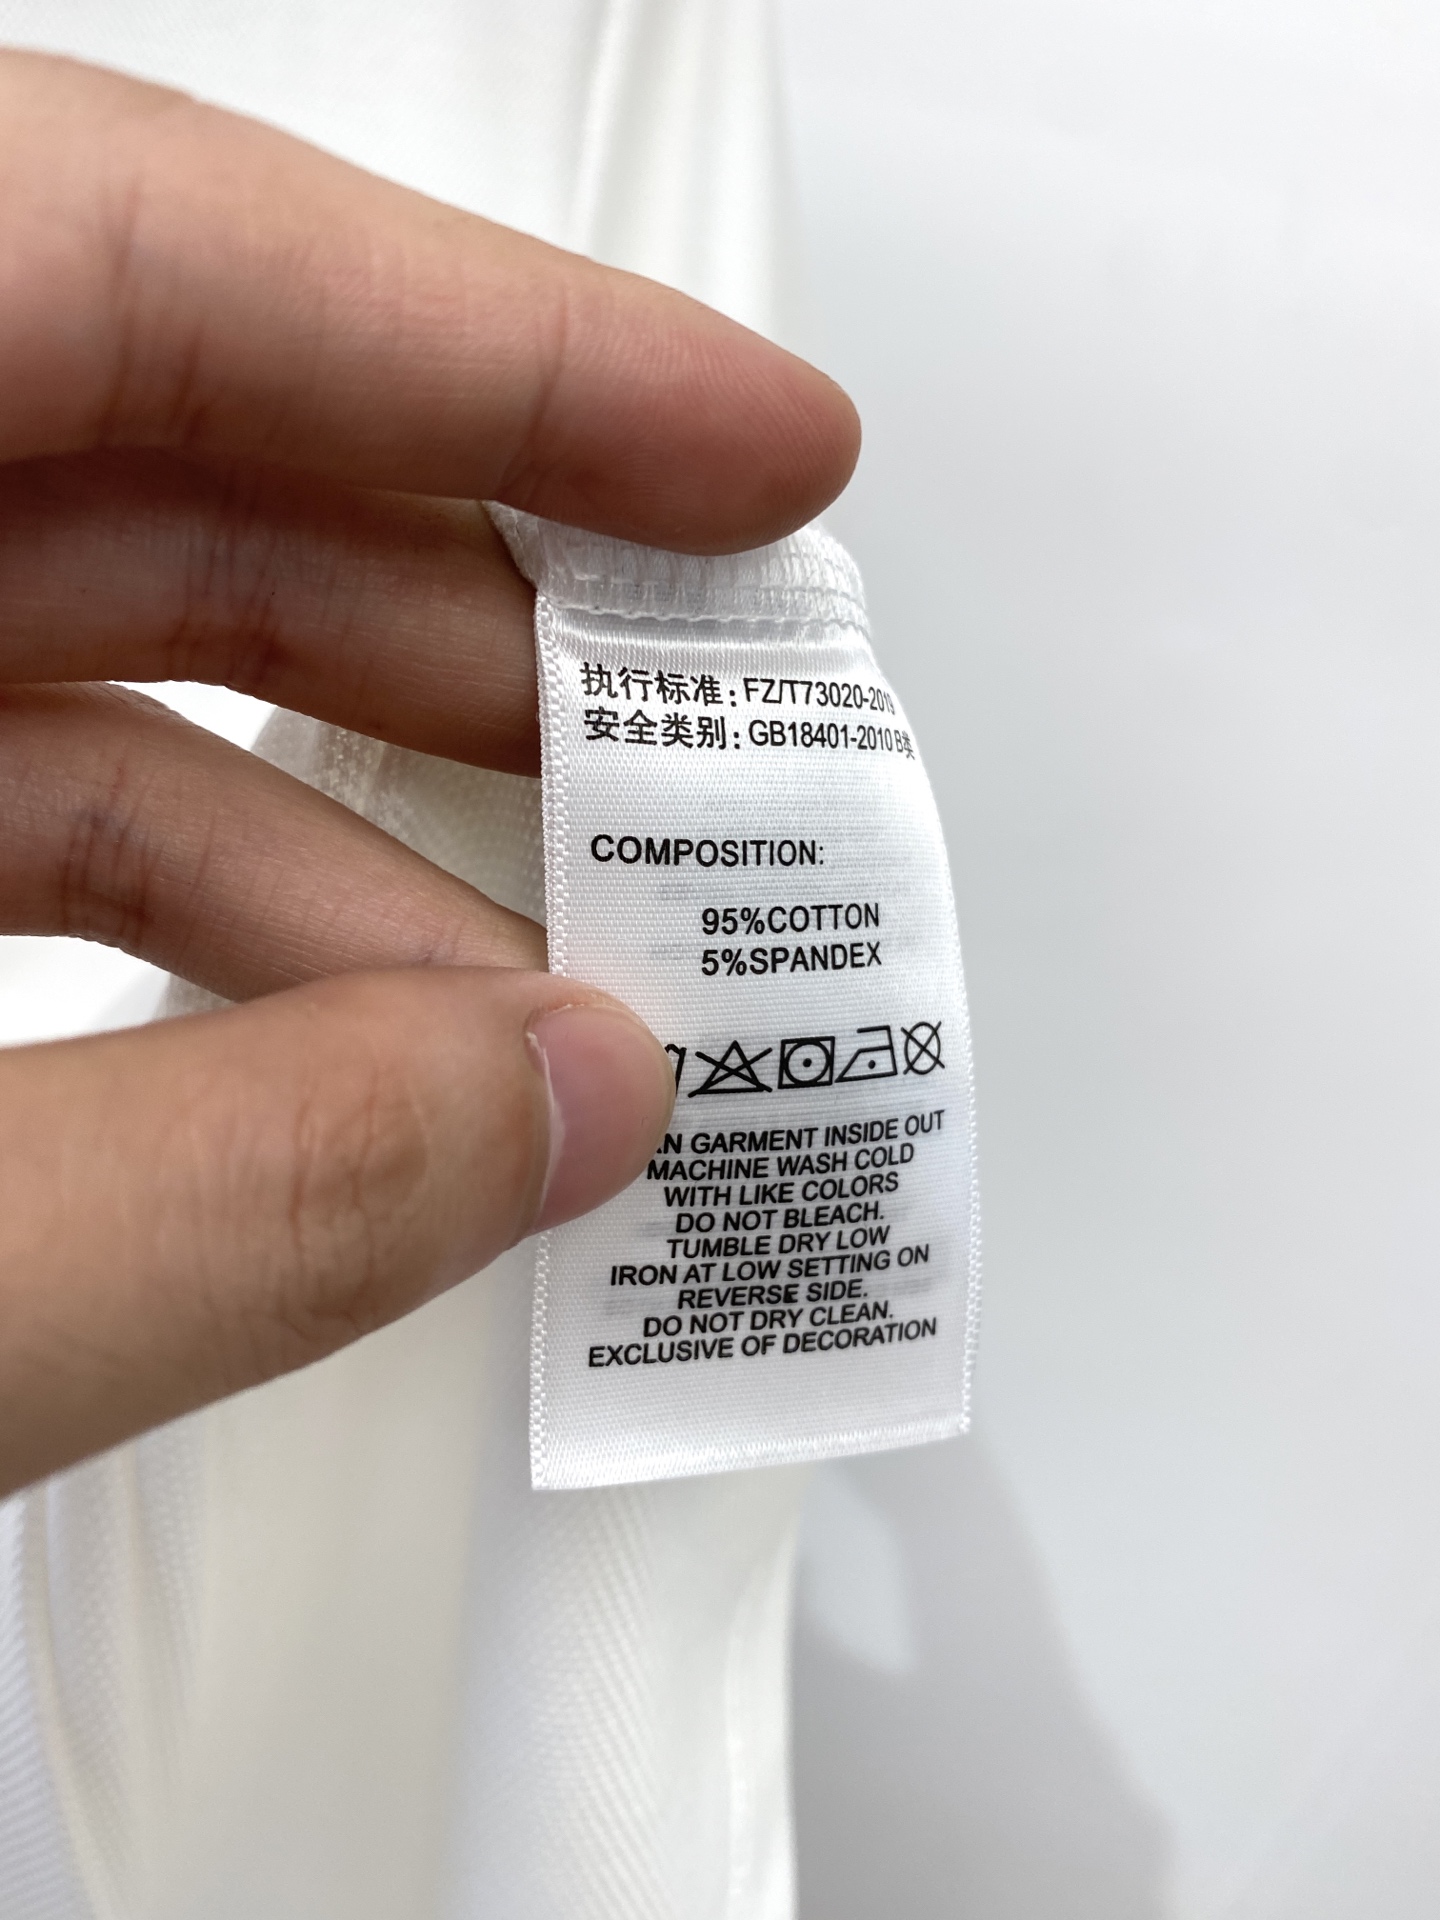 执行标准: FZ/T73020-2019
安全类别: GB18401-2010 B类
COMPOSITION:
95%COTTON
5%SPANDEX
GARMENT INSIDE OUT
MACHINE WASH COLD
WITH LIKE COLORS
DO NOT BLEACH.
TUMBLE DRY LOW
IRON AT LOW SETTING ON
REVERSE SIDE.
DO NOT DRY CLEAN.
EXCLUSIVE OF DECORATION